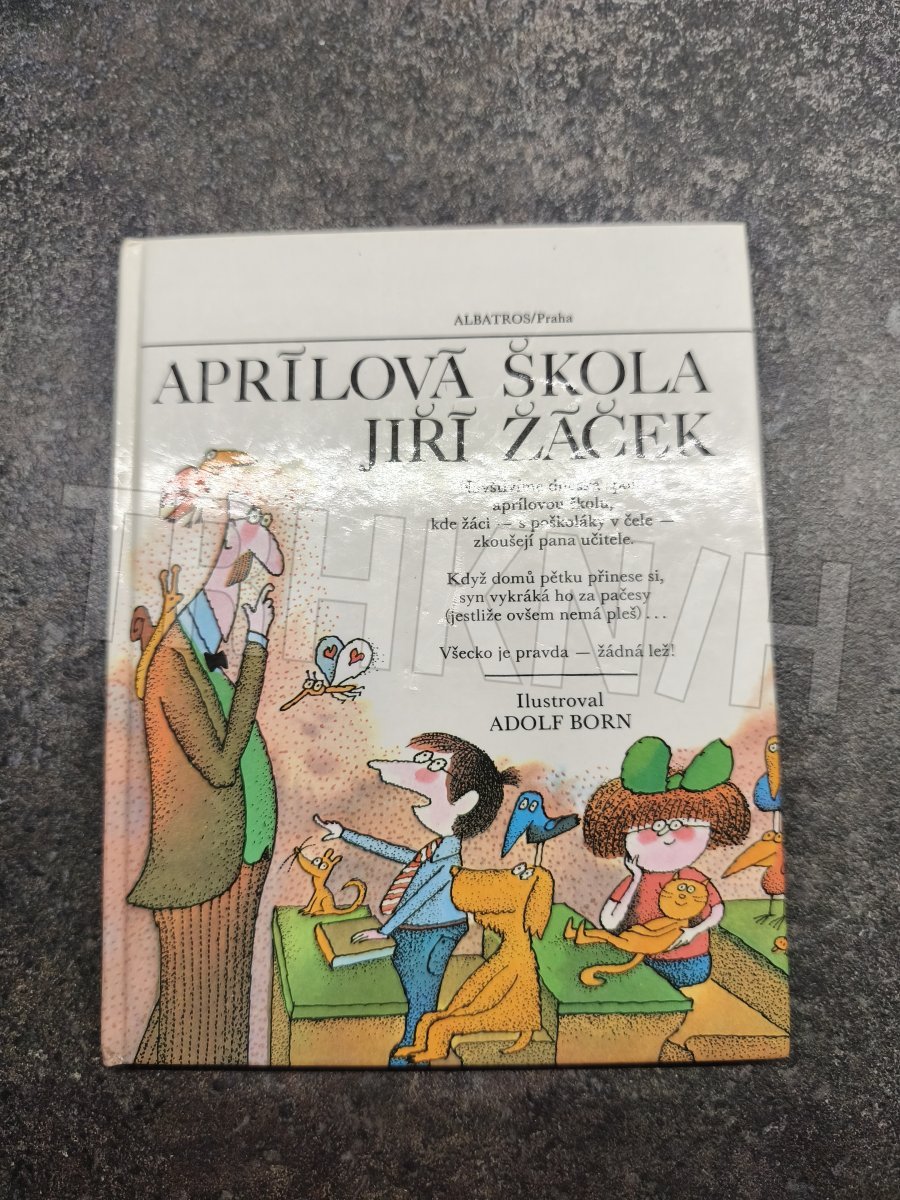 ALBATROS/Praha
APRÍLOVÁ ŠKOLA
JIŘÍ ŽÁČEK
aprílovou školu,
kde žáci — s poškoláky v čele —
zkoušejí pana učitele.
Když domů pětku přinese si,
syn vykráká ho za pačesy
(jestliže ovšem nemá pleš) . . .
Všecko je pravda — žádná lež!
Ilustroval
ADOLF BORN